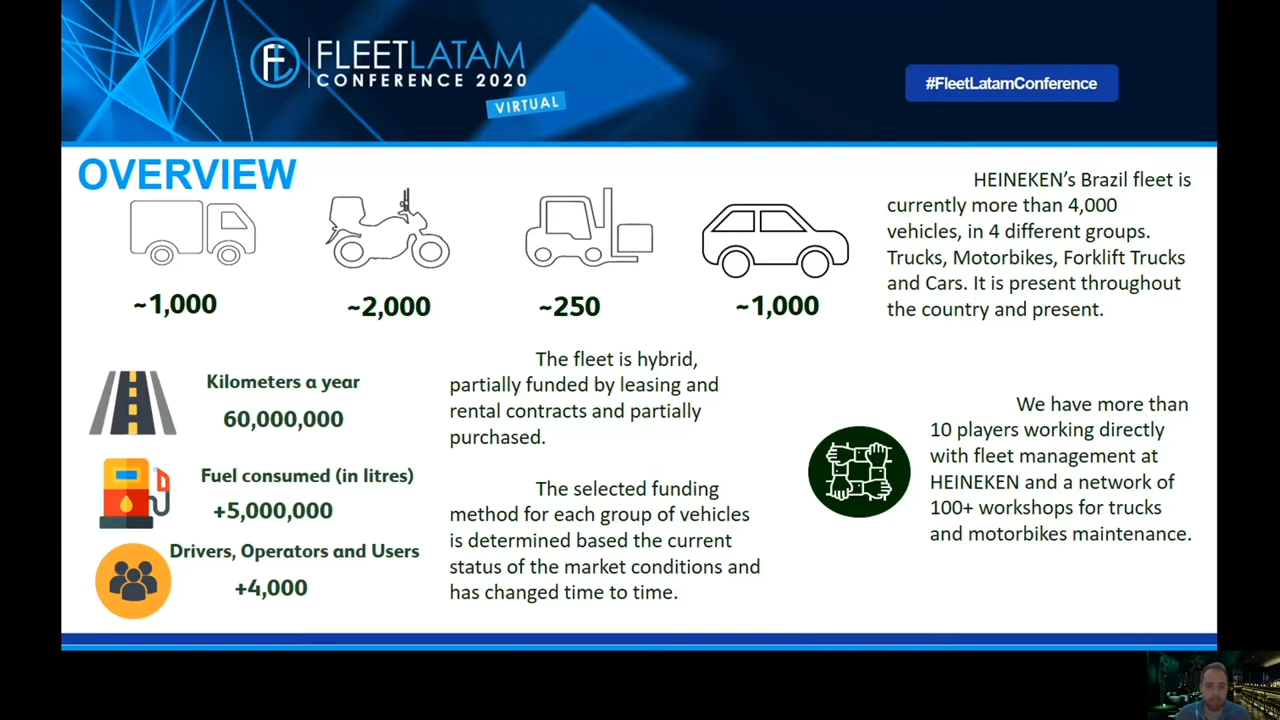 FLEETLATAM
CONFERENCE 2020
VIRTUAL
#FleetLatamConference
OVERVIEW
~1,000
~2,000
~250
~1,000
HEINEKEN’s Brazil fleet is
currently more than 4,000
vehicles, in 4 different groups.
Trucks, Motorbikes, Forklift Trucks
and Cars. It is present throughout
the country and present.
Kilometers a year
60,000,000
Fuel consumed (in litres)
+5,000,000
Drivers, Operators and Users
+4,000
The fleet is hybrid,
partially funded by leasing and
rental contracts and partially
purchased.
The selected funding
method for each group of vehicles
is determined based the current
status of the market conditions and
has changed time to time.
We have more than
10 players working directly
with fleet management at
HEINEKEN and a network of
100+ workshops for trucks
and motorbikes maintenance.